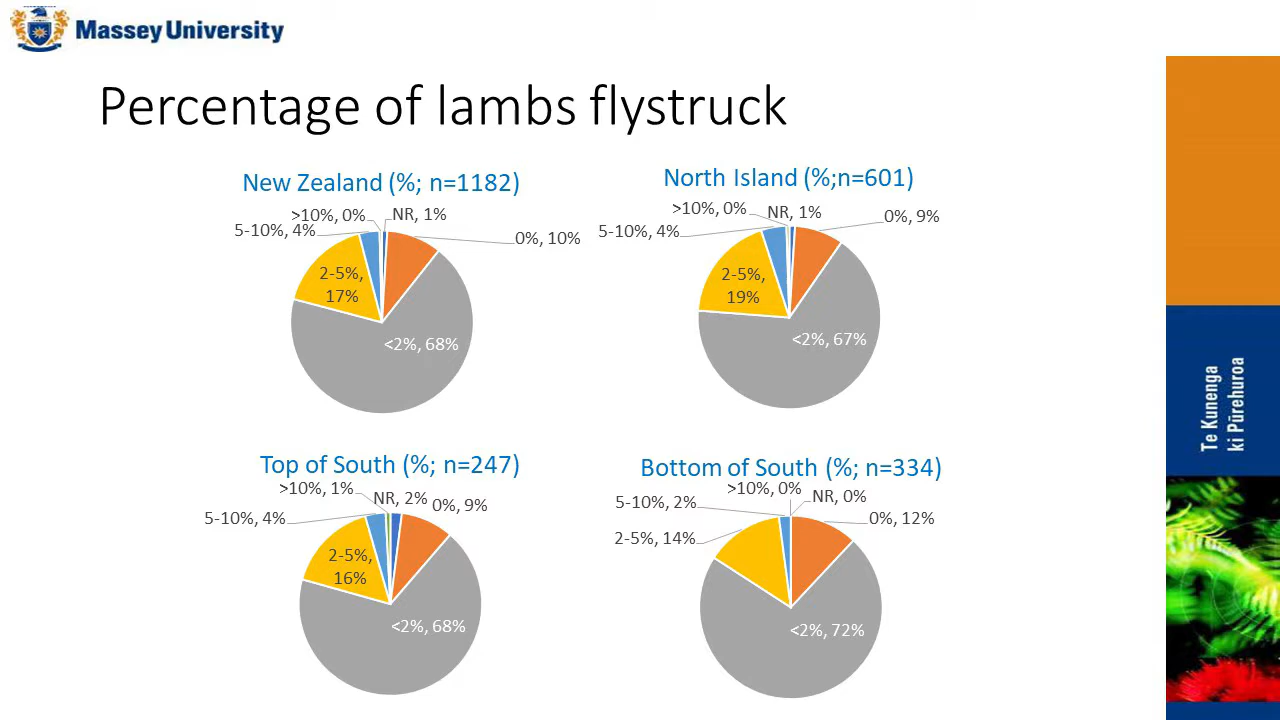 Massey University
Percentage of lambs flystruck
New Zealand (%; n=1182)
>10%, 0%
NR, 1%
5-10%, 4%
0%, 10%
2-5%,
17%
<2%, 68%
North Island (%;n=601)
>10%, 0%
NR, 1%
0%, 9%
5-10%, 4%
2-5%,
19%
<2%, 67%
Top of South (%; n=247)
>10%, 1%
NR, 2%
0%, 9%
5-10%, 4%
2-5%,
16%
<2%, 68%
Bottom of South (%; n=334)
>10%, 0%
NR, 0%
5-10%, 2%
0%, 12%
2-5%, 14%
<2%, 72%
Te Kunenga
ki Pūrehuroa